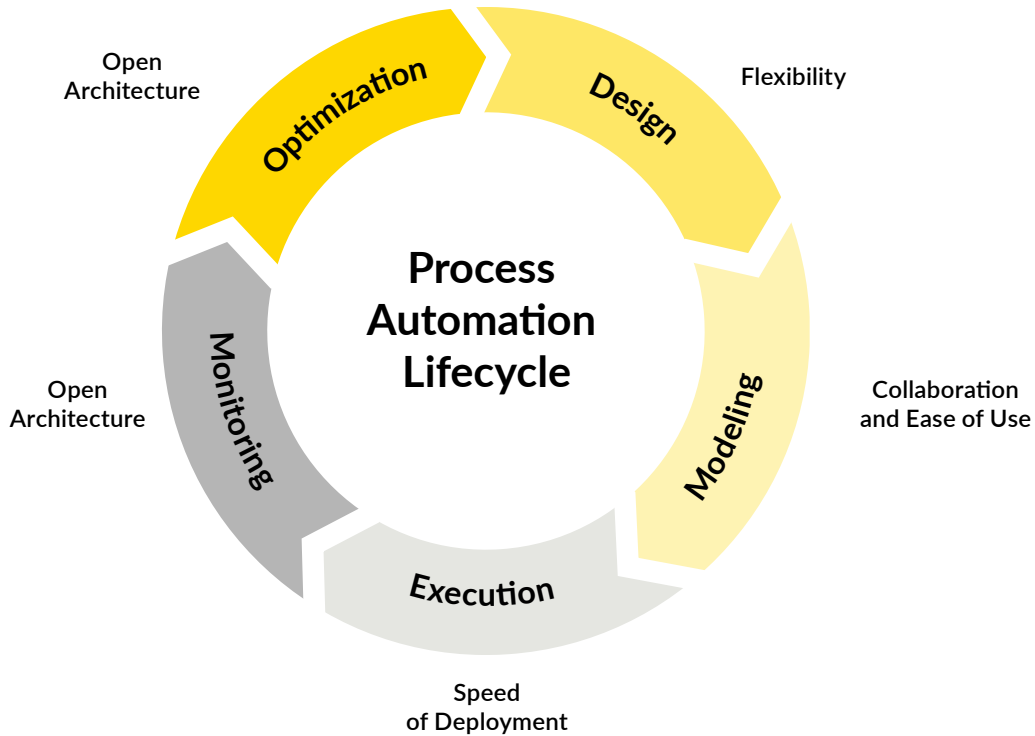 Process
Automation
Lifecycle
Design
Flexibility
Modeling
Collaboration
and Ease of Use
Execution
Speed
of Deployment
Monitoring
Open
Architecture
Optimization
Open
Architecture